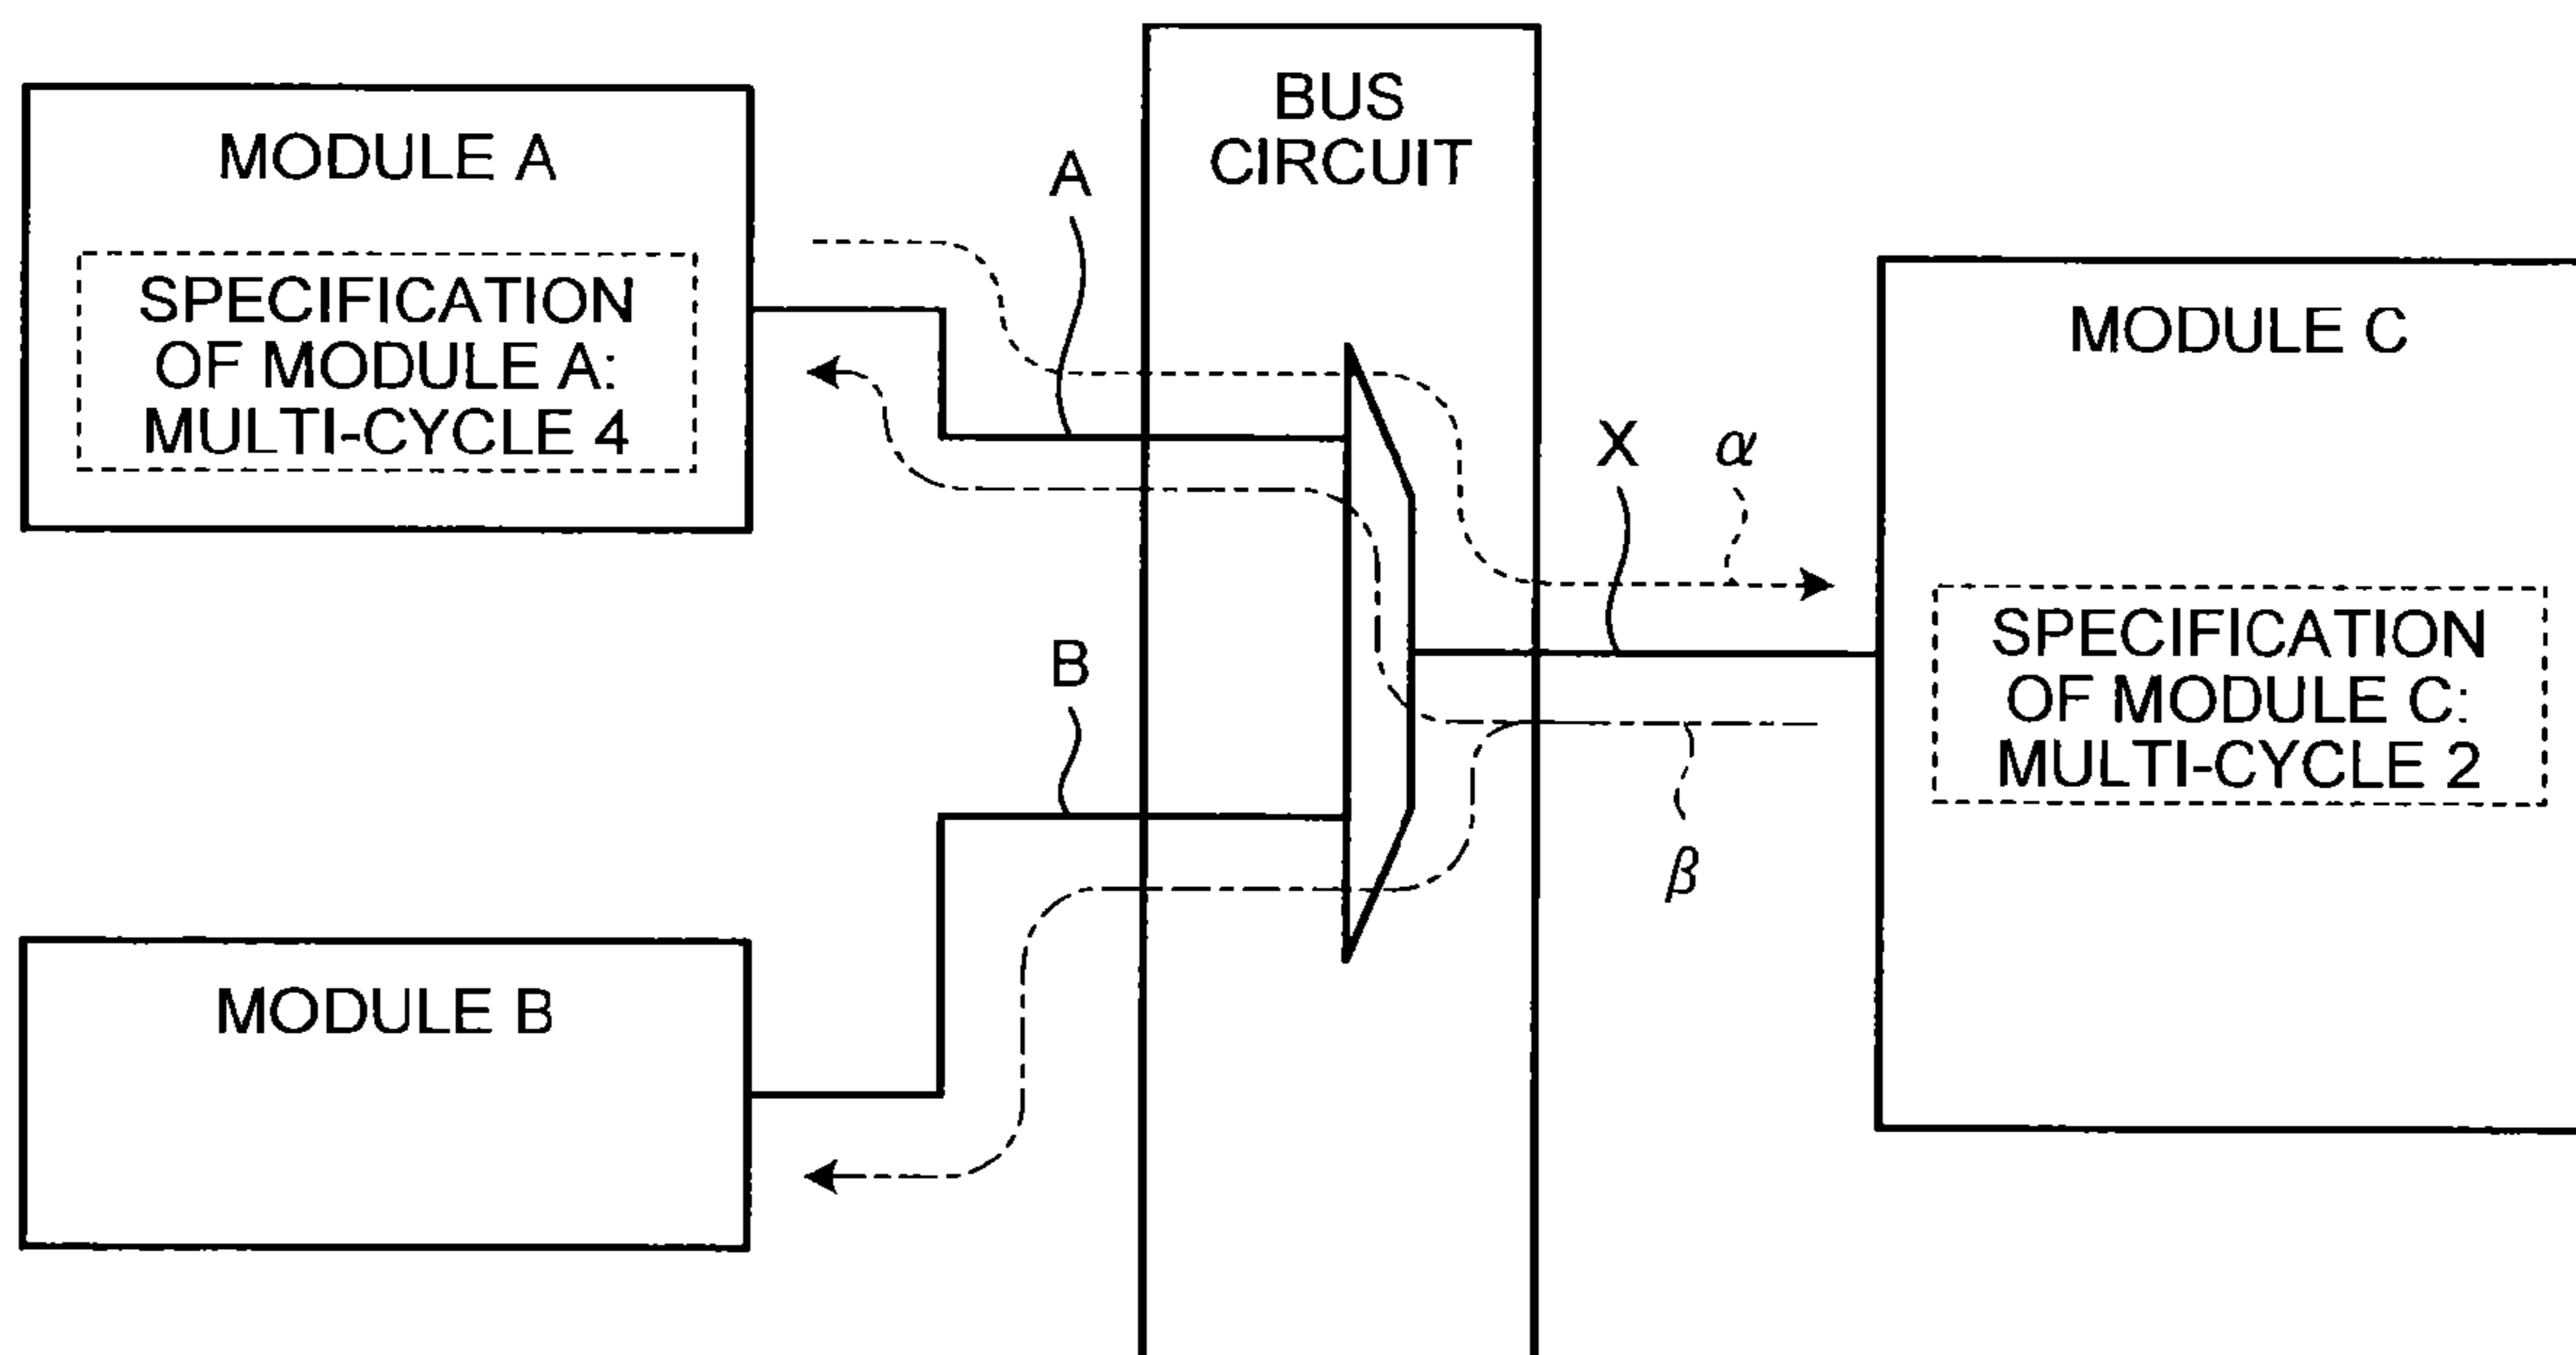 MODULE A
SPECIFICATION
OF MODULE A:
MULTI-CYCLE 4
A
BUS
CIRCUIT
X
α
MODULE C
SPECIFICATION
OF MODULE C:
MULTI-CYCLE 2
B
β
MODULE B